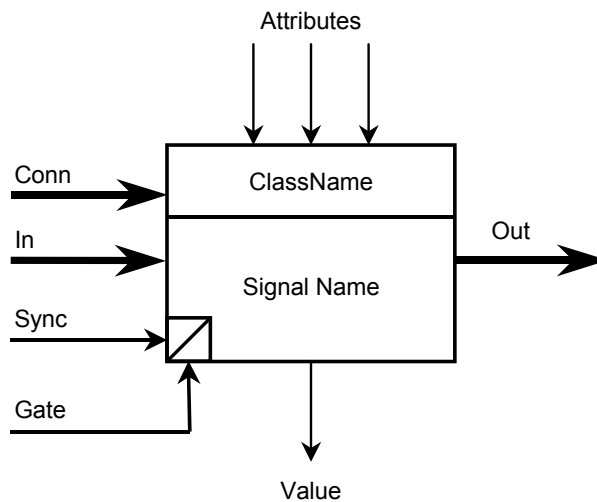 Attributes
Conn
ClassName
In
Out
Signal Name
Sync
Gate
Value